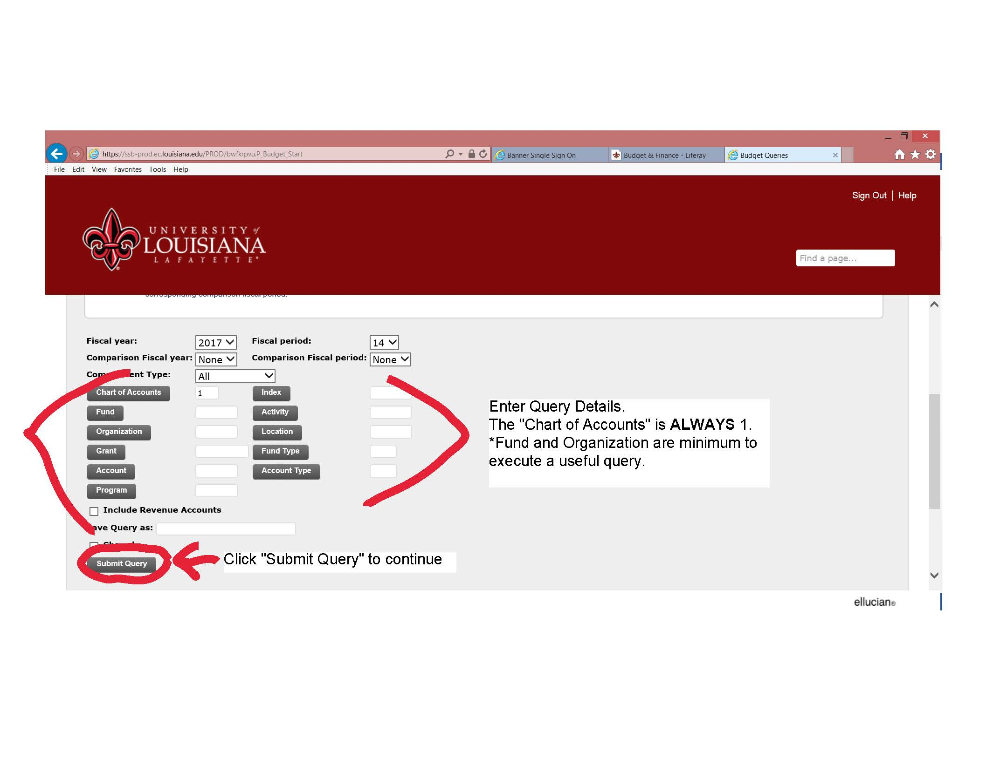 https://ssb-prod.ec.louisiana.edu/PROD/bwfkrpvu.P_Budget_Start
Banner Single Sign On
Budget & Finance - Liferay
Budget Queries
File Edit View Favorites Tools Help
Sign Out | Help
UNIVERSITY of
LOUISIANA
LAFAYETTE®
Find a page...
corresponding comparison fiscal period.
Fiscal year: 2017 Fiscal period: 14
Comparison Fiscal year: None Comparison Fiscal period: None
Com ent Type: All
Chart of Accounts 1 Index
Fund Activity
Organization Location
Grant Fund Type
Account Account Type
Program
Include Revenue Accounts
ave Query as:
Submit Query
Enter Query Details.
The "Chart of Accounts" is ALWAYS 1.
*Fund and Organization are minimum to
execute a useful query.
Click "Submit Query" to continue
ellucian®